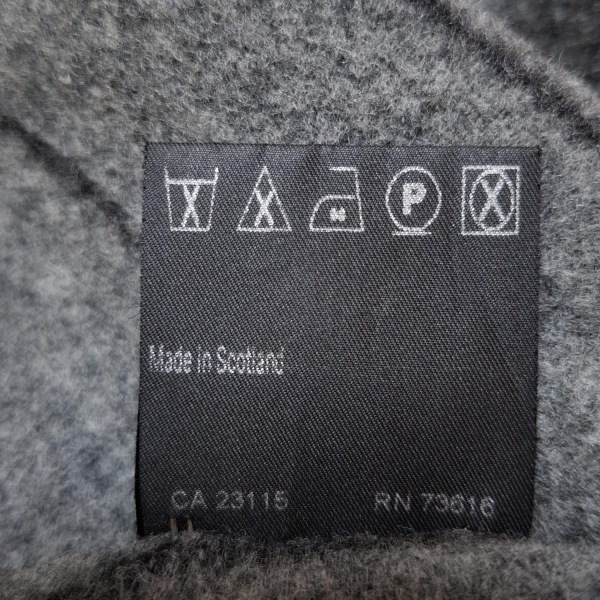 P
Made in Scotland
CA 23115 RN 73616